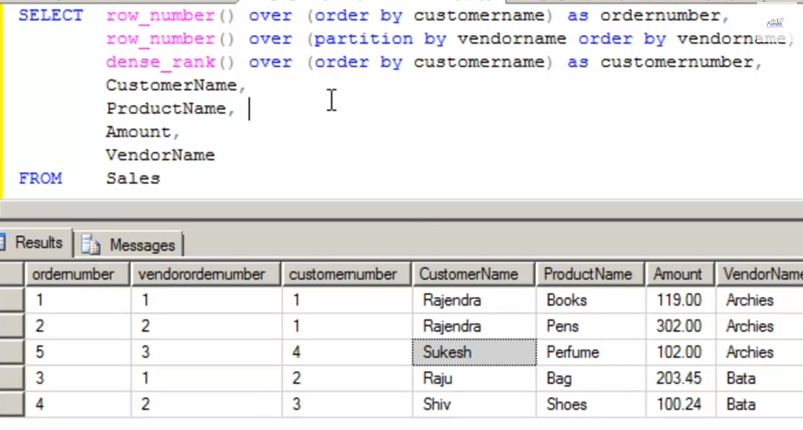 SELECT row_number() over (order by customername) as ordernumber,
row_number() over (partition by vendorname order by vendorname)
dense_rank() over (order by customername) as customernumber,
CustomerName,
ProductName,
Amount,
VendorName
FROM Sales
Results Messages
ordernumber vendorordernumber customernumber CustomerName ProductName Amount VendorName
1 1 1 Rajendra Books 119.00 Archies
2 2 1 Rajendra Pens 302.00 Archies
5 3 4 Sukesh Perfume 102.00 Archies
3 1 2 Raju Bag 203.45 Bata
4 2 3 Shiv Shoes 100.24 Bata